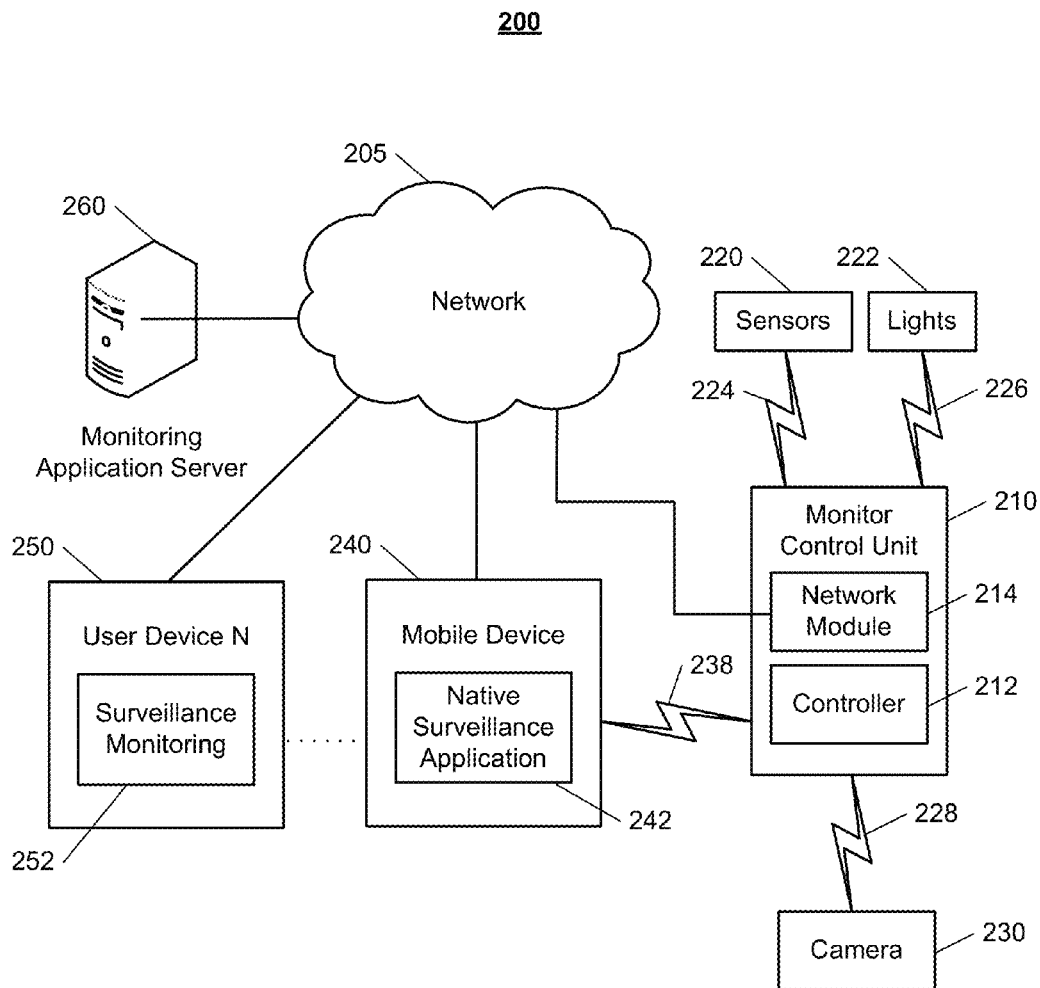 200
205
260
Network
220
222
Sensors
Lights
224
226
Monitoring
Application Server
210
Monitor
Control Unit
250
240
Network
Module
214
User Device N
Mobile Device
238
212
Controller
Surveillance
Monitoring
Native
Surveillance
Application
242
228
252
Camera
230